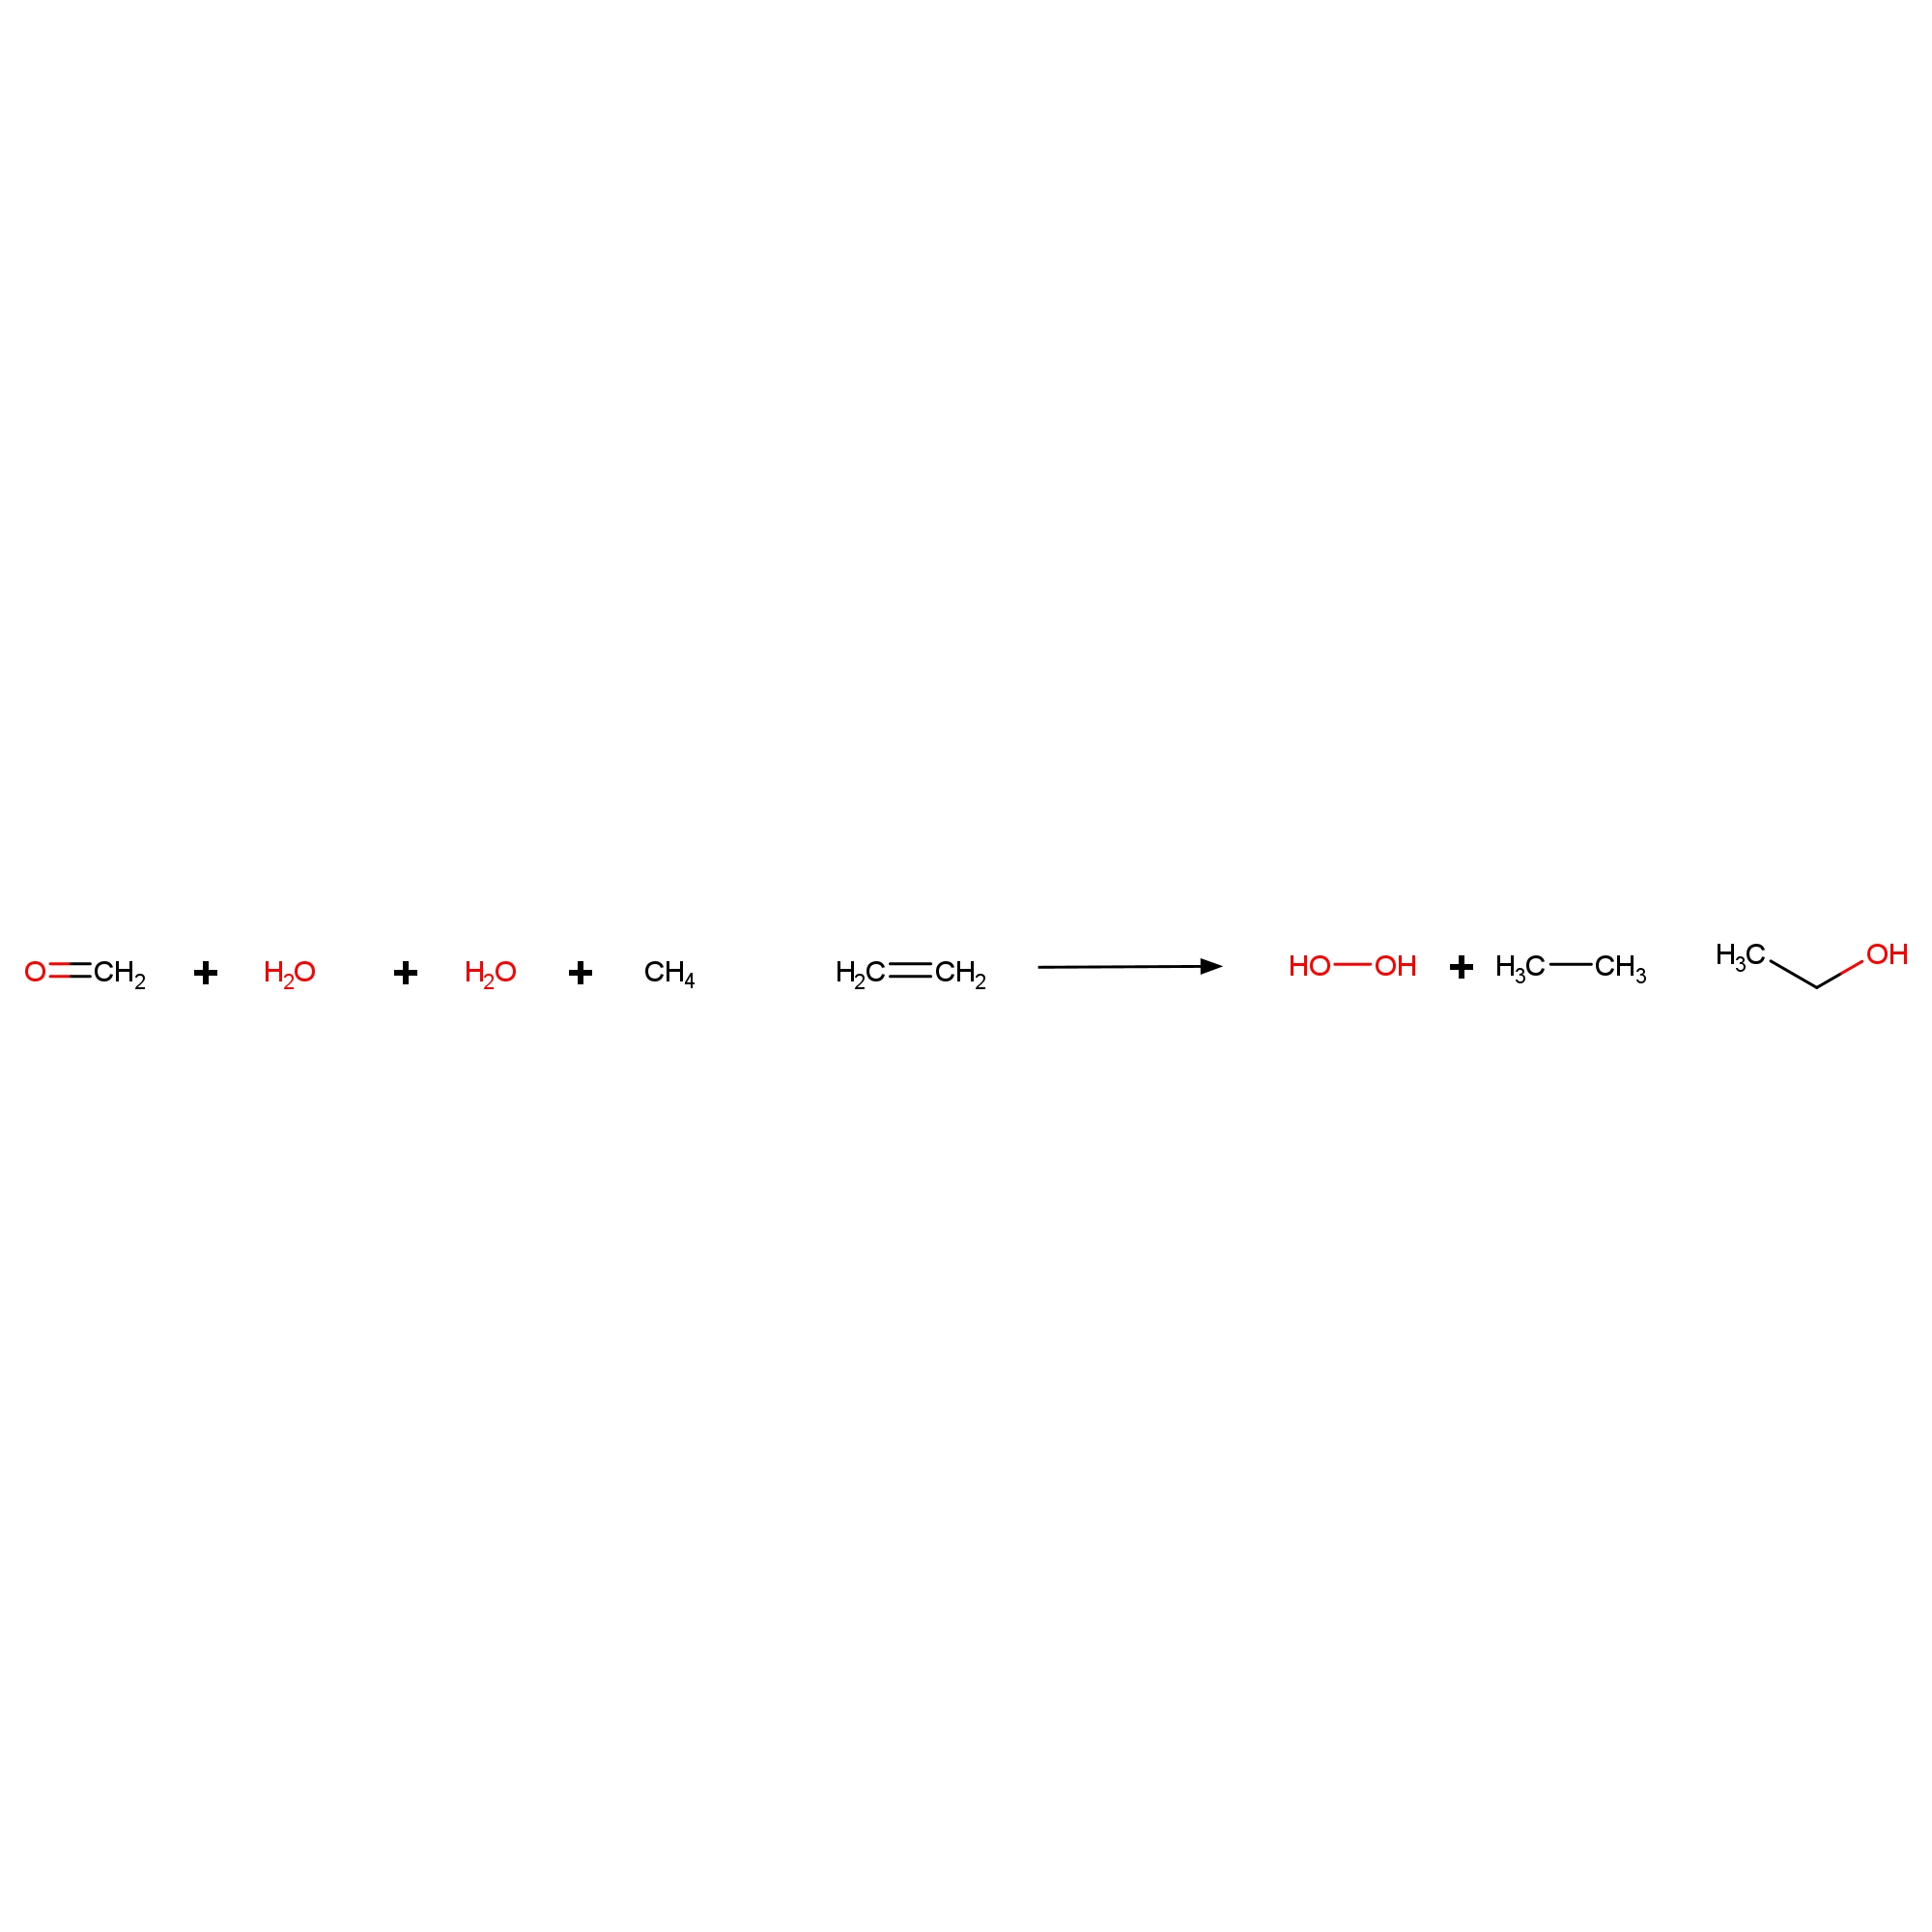 O=CH₂ + H₂O + H₂O + CH₄ H₂C=CH₂ → HO—OH + H₃C—CH₃ H₃C OH